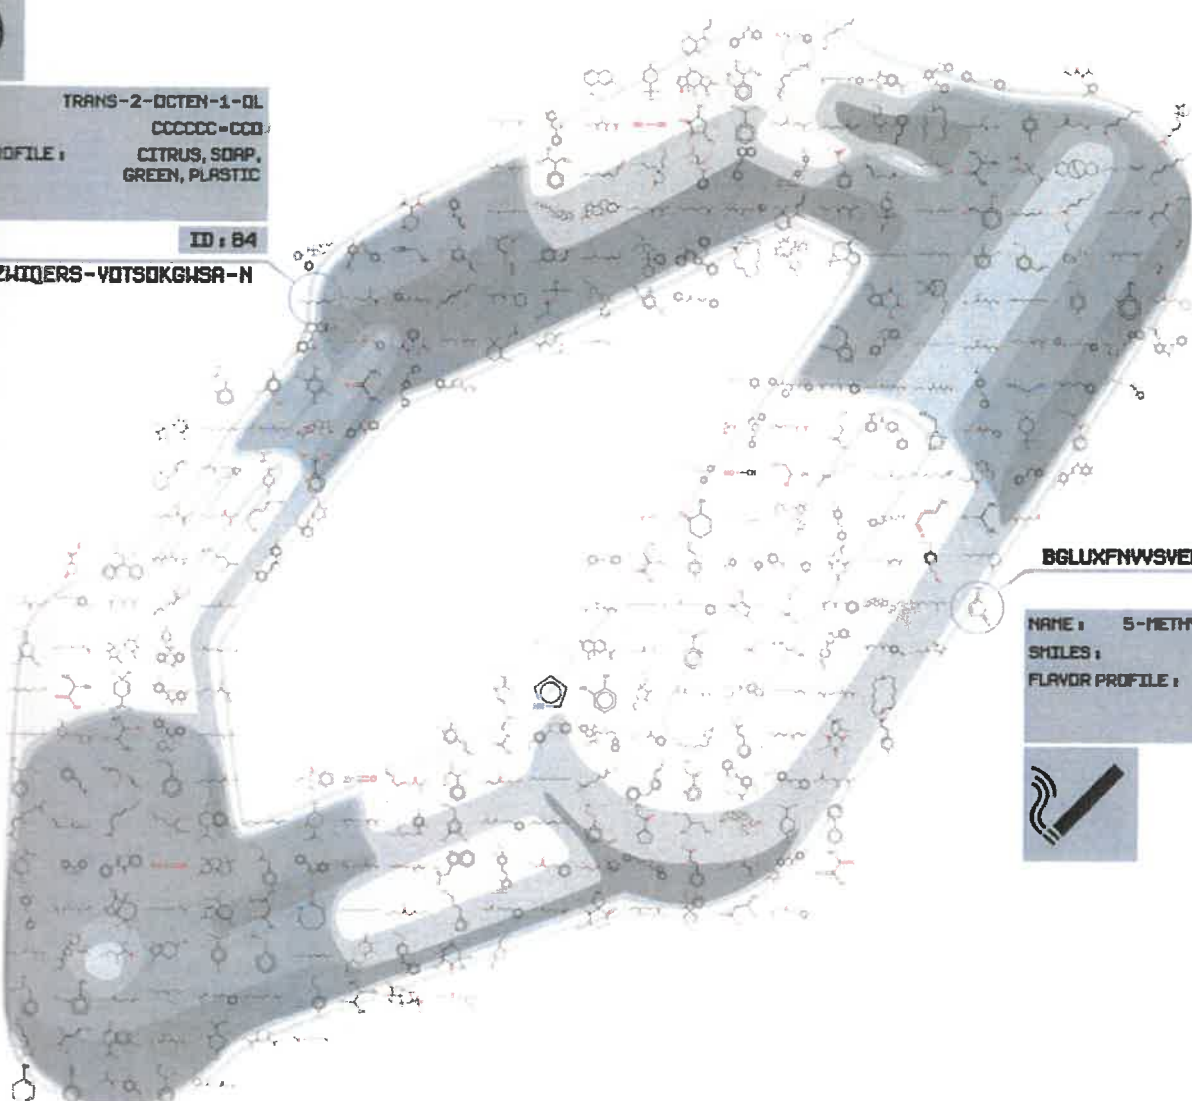 TRANS-2-OCTEN-1-OL
CCCCCC=CCO
OFILE:
CITRUS, SOAP,
GREEN, PLASTIC
ID: 84
ZWIQERS-VOTSOKGWSA-N
BGLUXFNVVSVE
NAME: 5-METH
SMILES:
FLAVOR PROFILE: